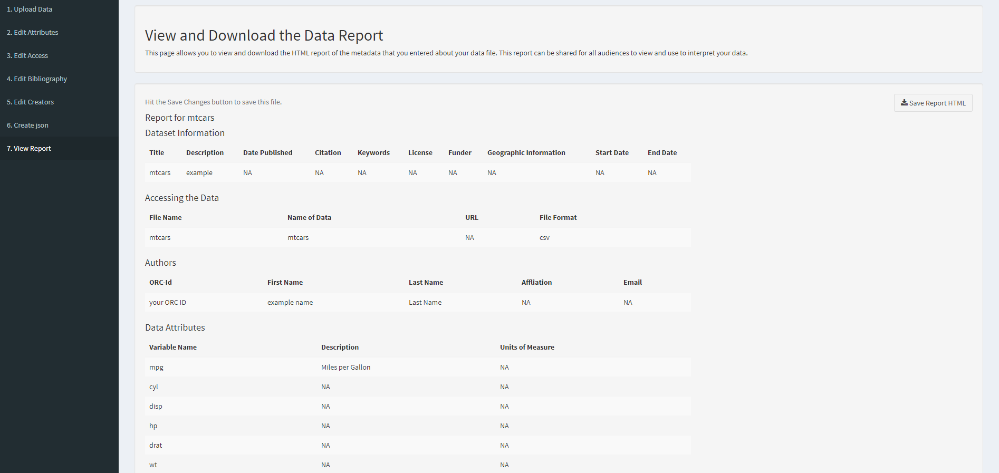 1. Upload Data
2. Edit Attributes
3. Edit Access
4. Edit Bibliography
5. Edit Creators
6. Create json
7. View Report
View and Download the Data Report
This page allows you to view and download the HTML report of the metadata that you entered about your data file. This report can be shared for all audiences to view and use to interpret your data.
Hit the Save Changes button to save this file.
Save Report HTML
Report for mtcars
Dataset Information
Title Description Date Published Citation Keywords License Funder Geographic Information Start Date End Date
mtcars example NA NA NA NA NA NA NA NA
Accessing the Data
File Name Name of Data URL File Format
mtcars mtcars NA csv
Authors
ORC-Id First Name Last Name Affliation Email
your ORC ID example name Last Name NA NA
Data Attributes
Variable Name Description Units of Measure
mpg Miles per Gallon NA
cyl NA NA
disp NA NA
hp NA NA
drat NA NA
wt NA NA